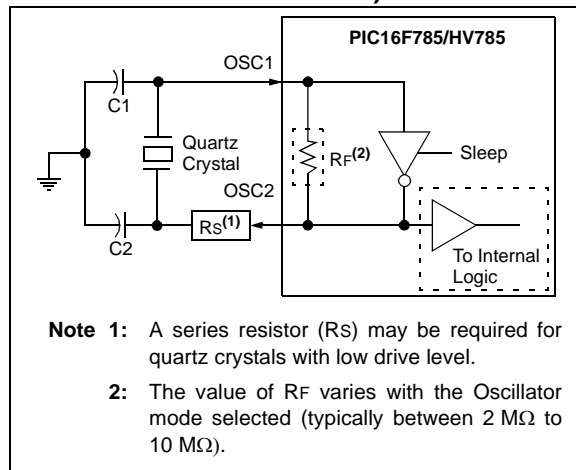 PIC16F785/HV785
OSC1
C1
Quartz
Crystal
RF(2)
Sleep
OSC2
RS(1)
C2
To Internal
Logic
Note 1: A series resistor (RS) may be required for
quartz crystals with low drive level.
2: The value of RF varies with the Oscillator
mode selected (typically between 2 MΩ to
10 MΩ).